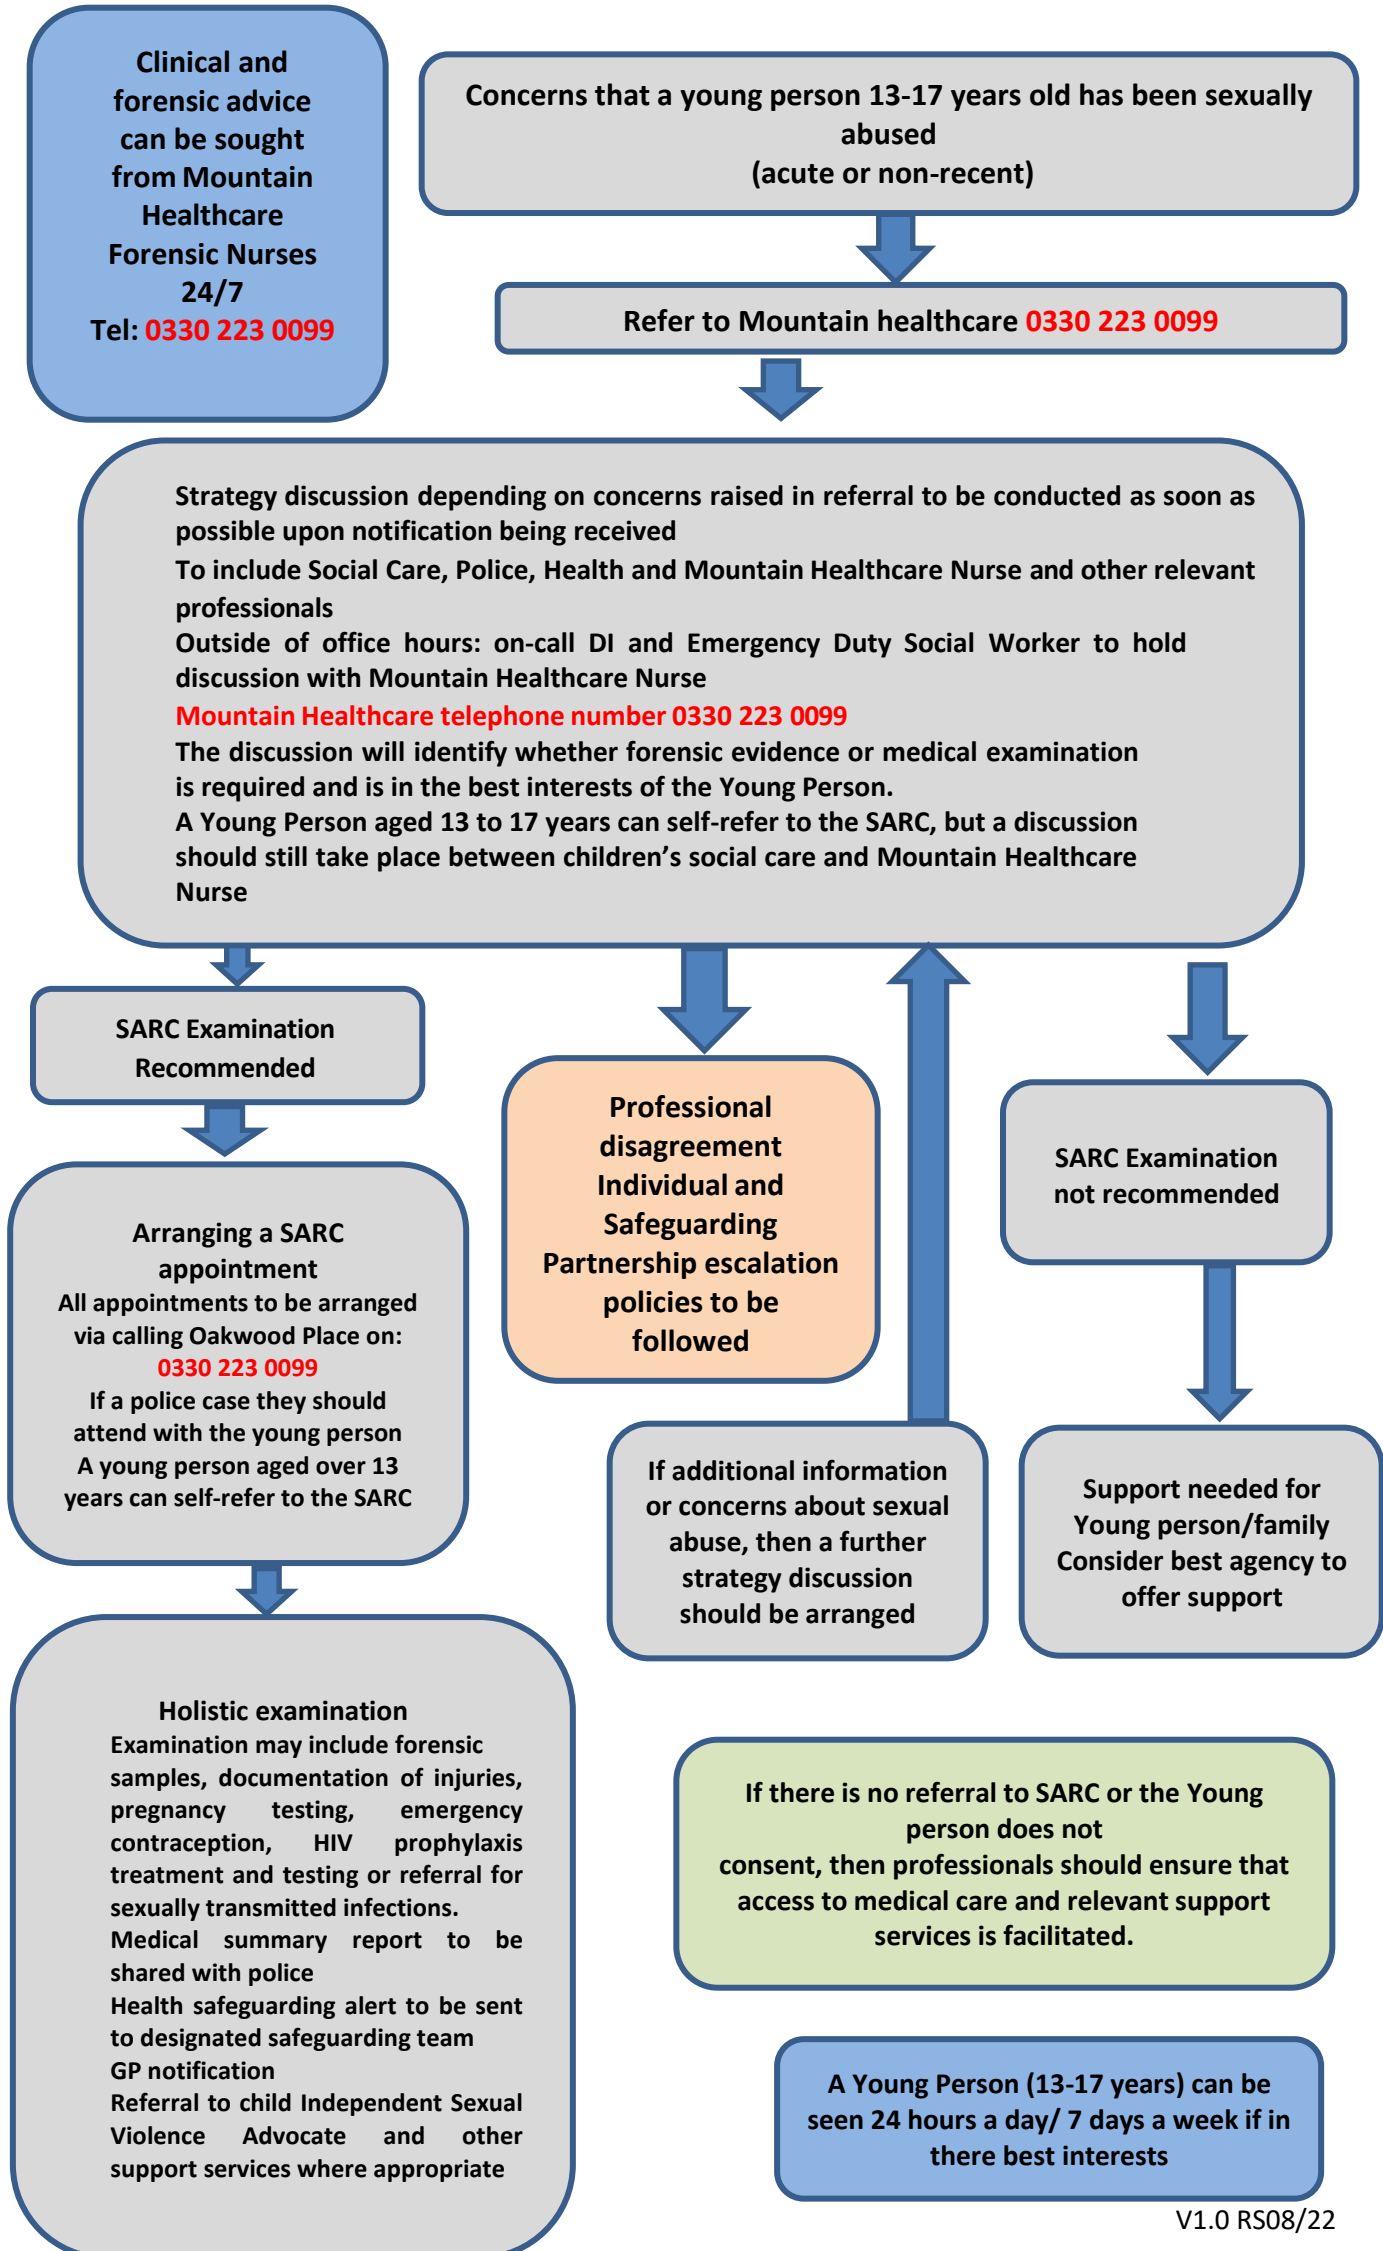 Clinical and
forensic advice
can be sought
from Mountain
Healthcare
Forensic Nurses
24/7
Tel: 0330 223 0099
Concerns that a young person 13-17 years old has been sexually
abused
(acute or non-recent)
Refer to Mountain healthcare 0330 223 0099
Strategy discussion depending on concerns raised in referral to be conducted as soon as
possible upon notification being received
To include Social Care, Police, Health and Mountain Healthcare Nurse and other relevant
professionals
Outside of office hours: on-call DI and Emergency Duty Social Worker to hold
discussion with Mountain Healthcare Nurse
Mountain Healthcare telephone number 0330 223 0099
The discussion will identify whether forensic evidence or medical examination
is required and is in the best interests of the Young Person.
A Young Person aged 13 to 17 years can self-refer to the SARC, but a discussion
should still take place between children’s social care and Mountain Healthcare
Nurse
SARC Examination
Recommended
Arranging a SARC
appointment
All appointments to be arranged
via calling Oakwood Place on:
0330 223 0099
If a police case they should
attend with the young person
A young person aged over 13
years can self-refer to the SARC
Holistic examination
Examination may include forensic
samples, documentation of injuries,
pregnancy testing, emergency
contraception, HIV prophylaxis
treatment and testing or referral for
sexually transmitted infections.
Medical summary report to be
shared with police
Health safeguarding alert to be sent
to designated safeguarding team
GP notification
Referral to child Independent Sexual
Violence Advocate and other
support services where appropriate
Professional
disagreement
Individual and
Safeguarding
Partnership escalation
policies to be
followed
If additional information
or concerns about sexual
abuse, then a further
strategy discussion
should be arranged
SARC Examination
not recommended
Support needed for
Young person/family
Consider best agency to
offer support
If there is no referral to SARC or the Young
person does not
consent, then professionals should ensure that
access to medical care and relevant support
services is facilitated.
A Young Person (13-17 years) can be
seen 24 hours a day/ 7 days a week if in
there best interests
V1.0 RS08/22